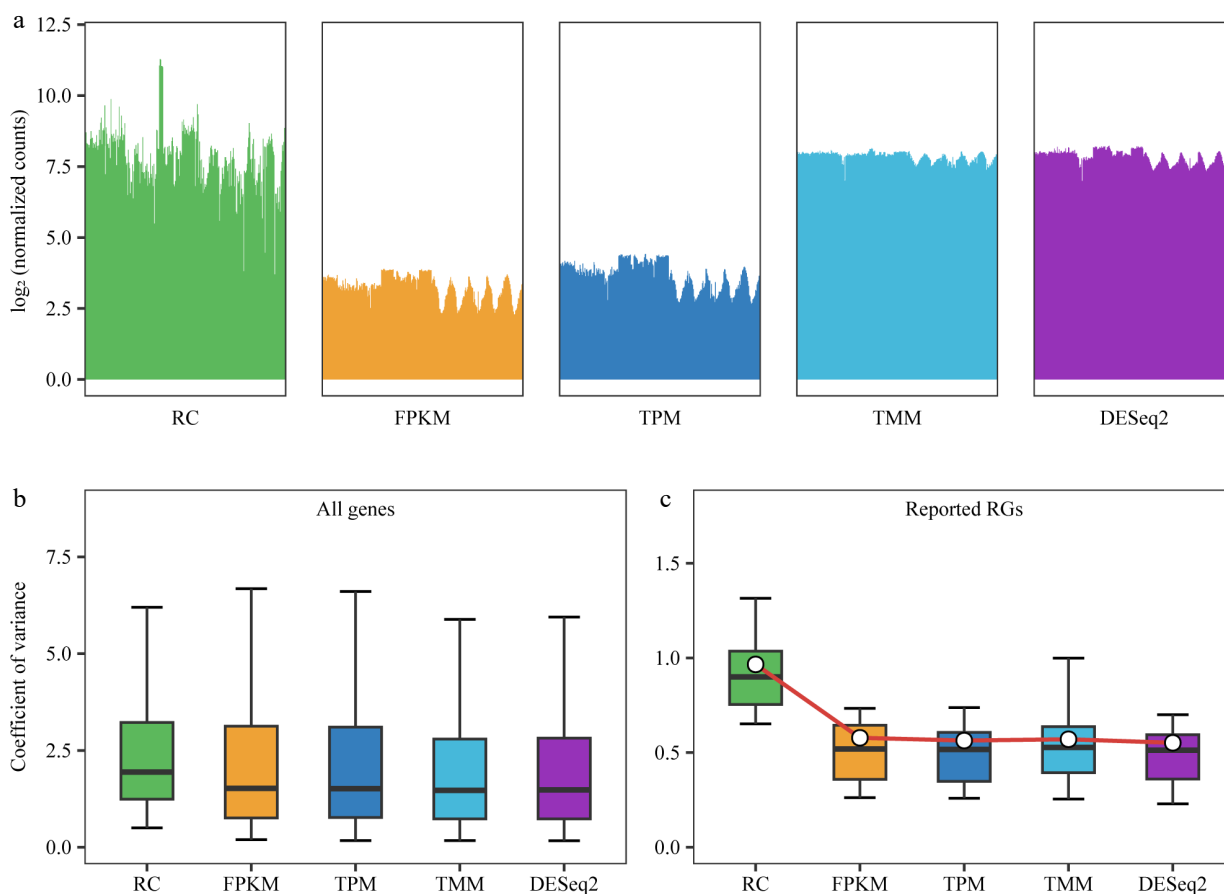 a
12.5
10.0
7.5
5.0
2.5
0.0
log₂ (normalized counts)
RC
FPKM
TPM
TMM
DESeq2
b
All genes
7.5
5.0
2.5
0.0
Coefficient of variance
RC
FPKM
TPM
TMM
DESeq2
c
Reported RGs
1.5
1.0
0.5
0.0
RC
FPKM
TPM
TMM
DESeq2